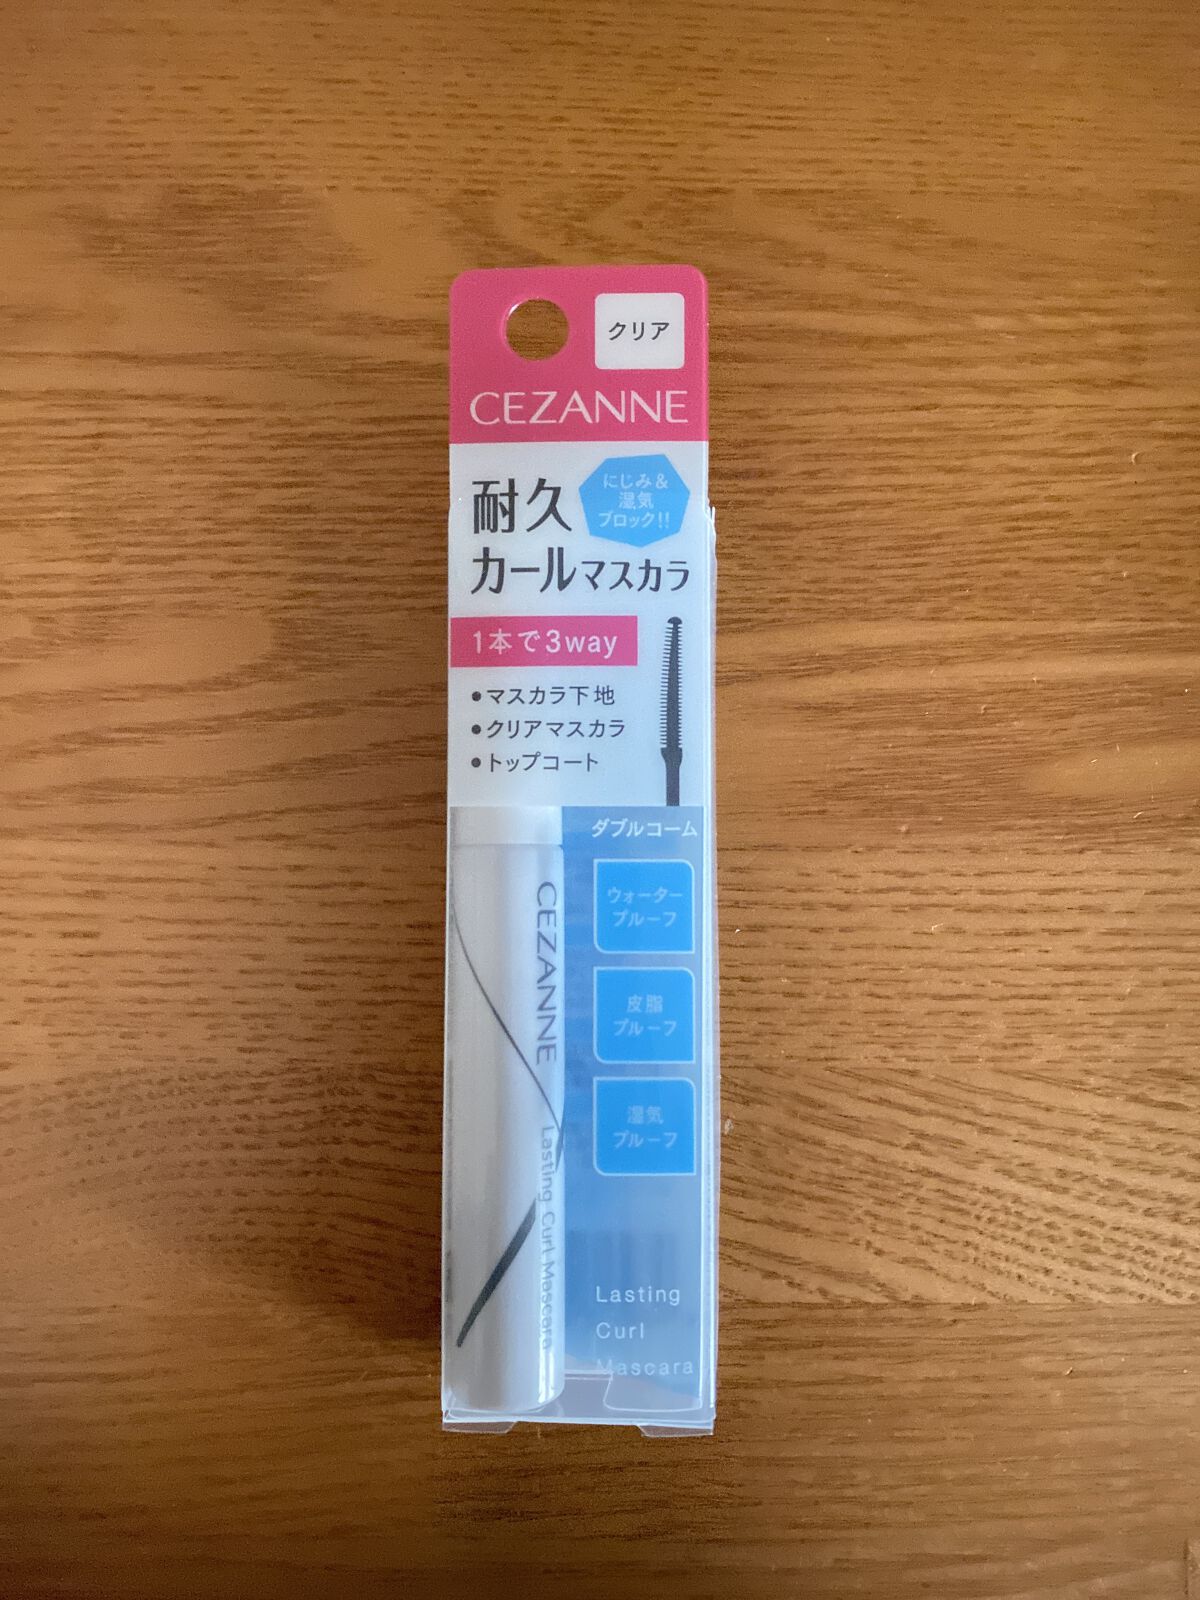 クリア
CEZANNE
耐久
カールマスカラ
にじみ&
湿気
ブロック!!
1本で3way
•マスカラ下地
•クリアマスカラ
•トップコート
ダブルコーム
ウォーター
プルーフ
皮脂
プルーフ
湿気
プルーフ
CEZANNE
Lasting Curl Mascara
Lasting
Curl
Mascara